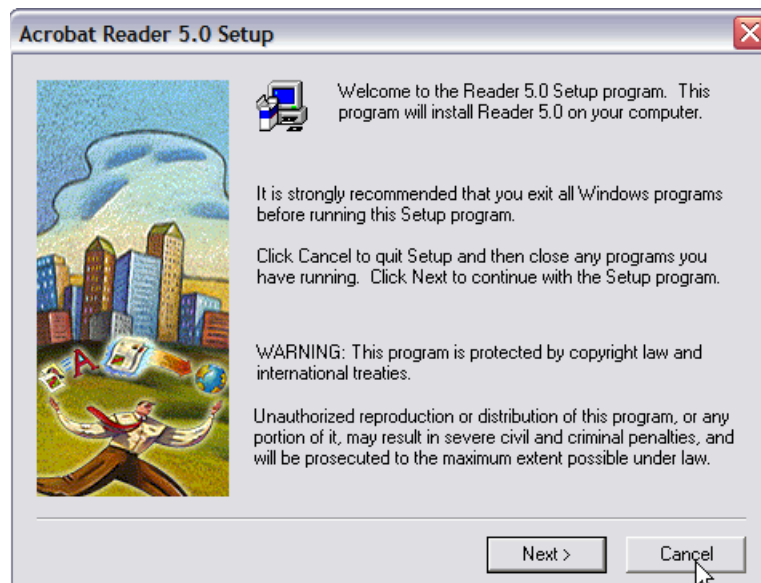 Acrobat Reader 5.0 Setup
Welcome to the Reader 5.0 Setup program. This
program will install Reader 5.0 on your computer.
It is strongly recommended that you exit all Windows programs
before running this Setup program.
Click Cancel to quit Setup and then close any programs you
have running. Click Next to continue with the Setup program.
WARNING: This program is protected by copyright law and
international treaties.
Unauthorized reproduction or distribution of this program, or any
portion of it, may result in severe civil and criminal penalties, and
will be prosecuted to the maximum extent possible under law.
Next >
Cancel